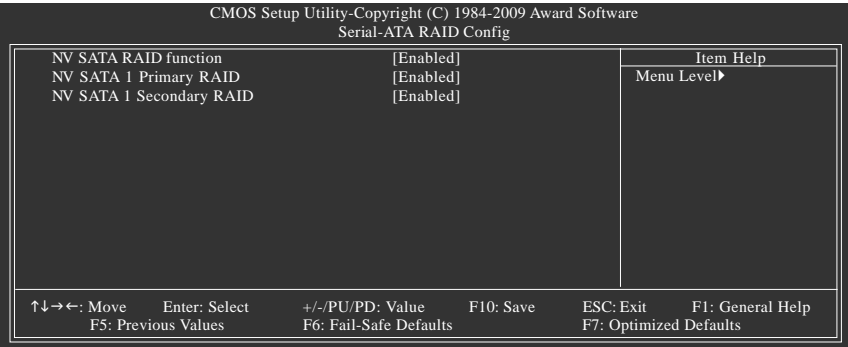 CMOS Setup Utility-Copyright (C) 1984-2009 Award Software
Serial-ATA RAID Config
NV SATA RAID function [Enabled]
NV SATA 1 Primary RAID [Enabled]
NV SATA 1 Secondary RAID [Enabled]
Item Help
Menu Level▶
↑↓→←: Move Enter: Select +/-/PU/PD: Value F10: Save ESC: Exit F1: General Help
F5: Previous Values F6: Fail-Safe Defaults F7: Optimized Defaults